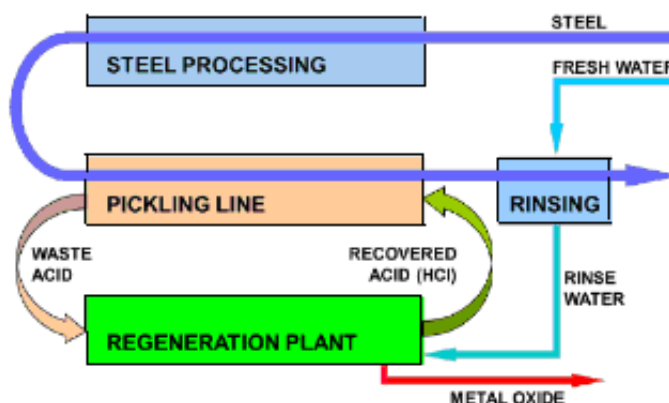 STEEL
STEEL PROCESSING
FRESH WATER
PICKLING LINE
RINSING
WASTE
ACID
RECOVERED
ACID (HCl)
RINSE
WATER
REGENERATION PLANT
METAL OXIDE